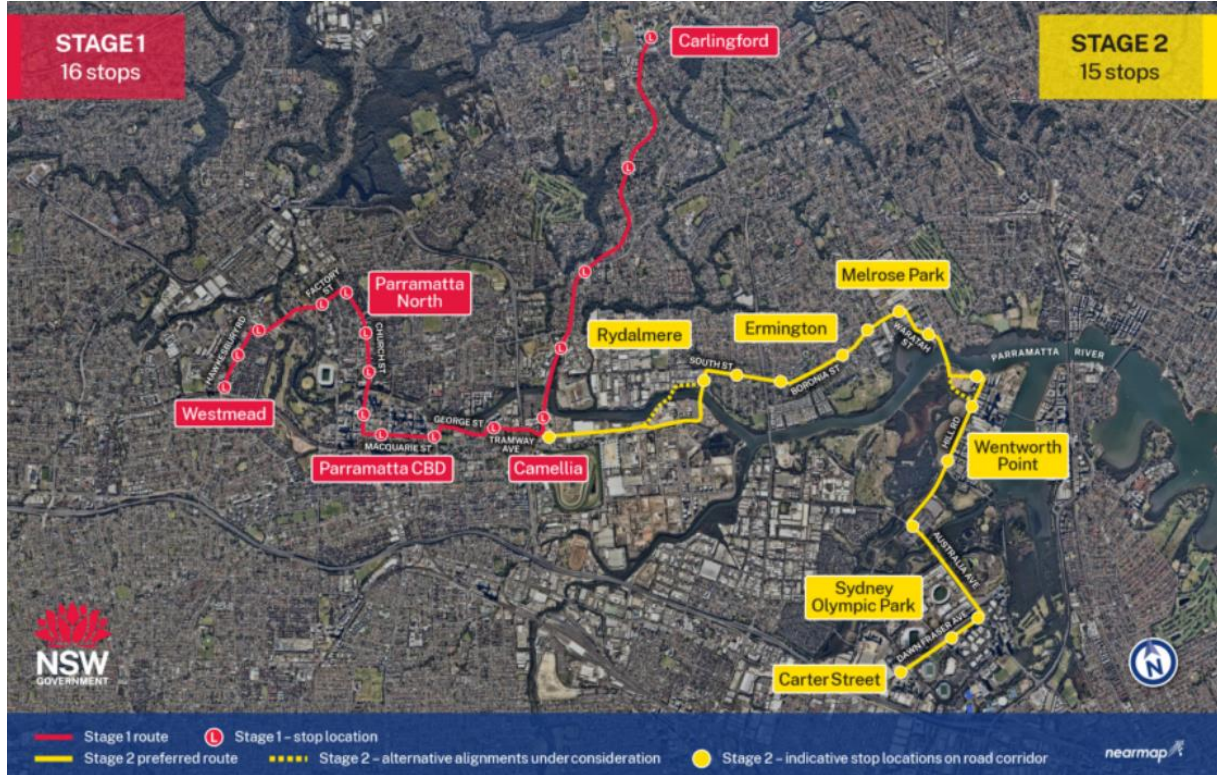 STAGE 1
16 stops
STAGE 2
15 stops
Carlingford
Parramatta
North
FACTORY
ST
HAWKESBURY RD
CHURCH ST
Westmead
Parramatta CBD
MACQUARIE ST
GEORGE ST
TRAMWAY
AVE
Camellia
Rydalmere
SOUTH ST
Ermington
BORONIA ST
Melrose Park
WARATAH
ST
PARRAMATTA RIVER
HILL RD
Wentworth
Point
AUSTRALIA AVE
Sydney
Olympic Park
DAWN FRASER AVE
Carter Street
NSW
GOVERNMENT
N
Stage 1 route
L
Stage 1 – stop location
Stage 2 preferred route
Stage 2 – alternative alignments under consideration
Stage 2 – indicative stop locations on road corridor
nearmap